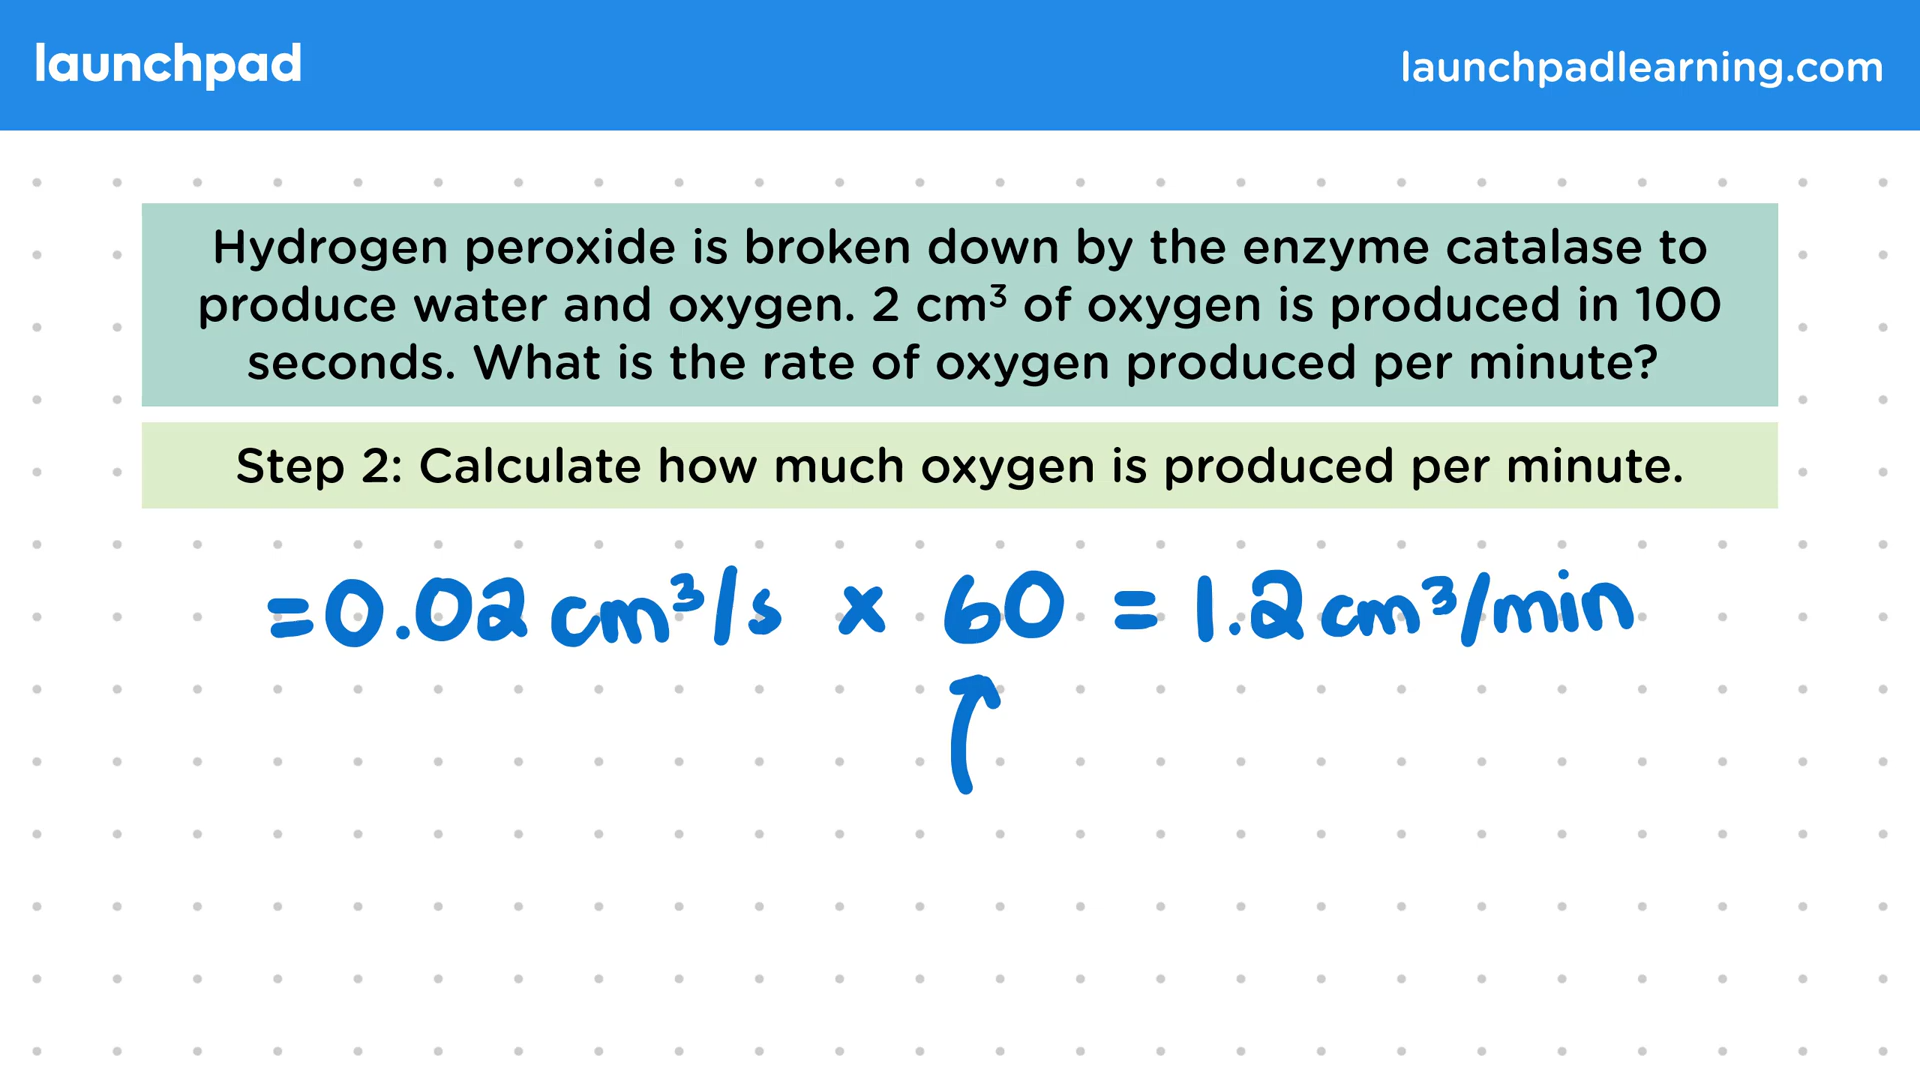 launchpad
launchpadlearning.com
Hydrogen peroxide is broken down by the enzyme catalase to
produce water and oxygen. 2 cm³ of oxygen is produced in 100
seconds. What is the rate of oxygen produced per minute?
Step 2: Calculate how much oxygen is produced per minute.
=0.02 cm³/s × 60 = 1.2 cm³/min